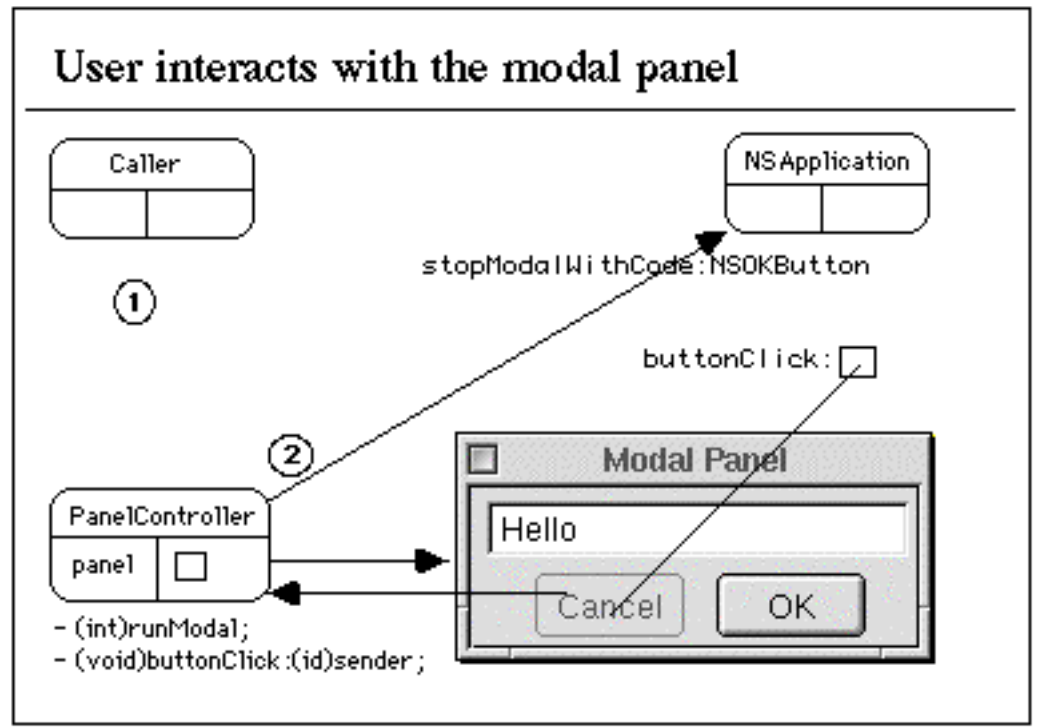 User interacts with the modal panel
Caller
NSApplication
stopModalWithCode:NSOKButton
1
buttonClick:
2
Modal Panel
PanelController
Hello
panel
Cancel
OK
- (int)runModal;
- (void)buttonClick:(id)sender;